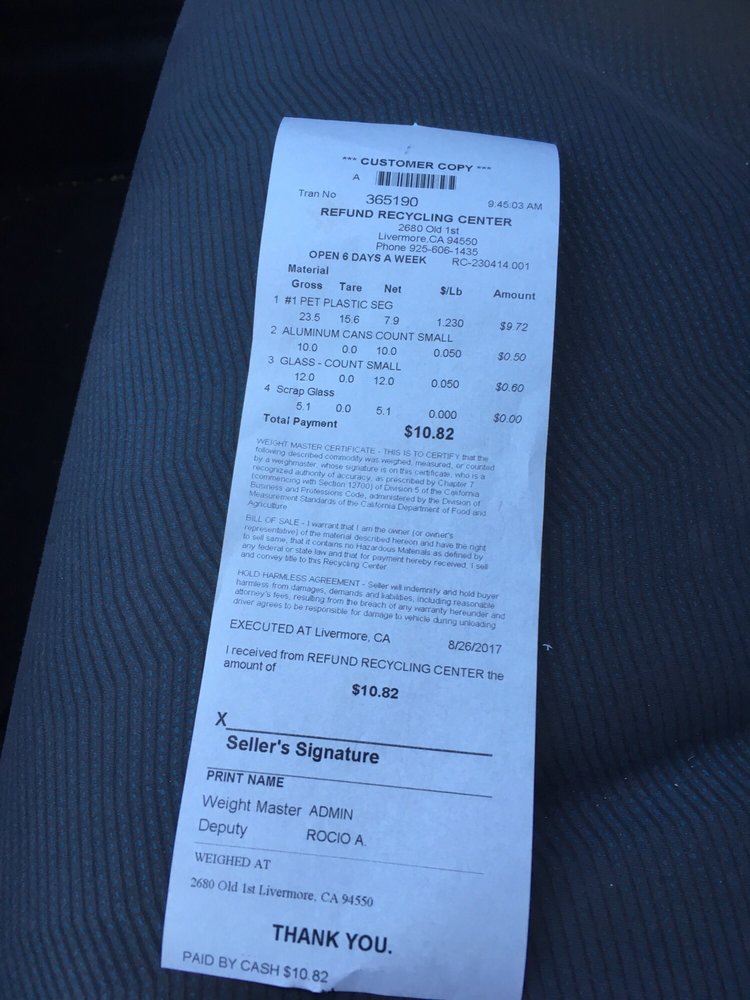 *** CUSTOMER COPY ***
A
Tran No 365190 9:45:03 AM
REFUND RECYCLING CENTER
2680 Old 1st
Livermore,CA 94550
Phone 925-606-1435
OPEN 6 DAYS A WEEK RC-230414.001
Material
Gross Tare Net $/Lb Amount
1 #1 PET PLASTIC SEG
23.5 15.6 7.9 1.230 $9.72
2 ALUMINUM CANS COUNT SMALL
10.0 0.0 10.0 0.050 $0.50
3 GLASS - COUNT SMALL
12.0 0.0 12.0 0.050 $0.60
4 Scrap Glass
5.1 0.0 5.1 0.000 $0.00
Total Payment $10.82
WEIGHT MASTER CERTIFICATE - THIS IS TO CERTIFY that the
following described commodity was weighed, measured, or counted
by a weighmaster, whose signature is on this certificate, who is a
recognized authority of accuracy, as prescribed by Chapter 7
(commencing with Section 12700) of Division 5 of the California
Business and Professions Code, administered by the Division of
Measurement Standards of the California Department of Food and
Agriculture
BILL OF SALE - I warrant that I am the owner (or owner's
representative) of the material described hereon and have the right
to sell same, that it contains no Hazardous Materials as defined by
any federal or state law and that for payment hereby received, I sell
and convey title to this Recycling Center
HOLD HARMLESS AGREEMENT - Seller will indemnify and hold buyer
harmless from damages, demands and liabilities, including reasonable
attorney's fees, resulting from the breach of any warranty hereunder and
driver agrees to be responsible for damage to vehicle during unloading
EXECUTED AT Livermore, CA 8/26/2017
I received from REFUND RECYCLING CENTER the
amount of
$10.82
X
Seller's Signature
PRINT NAME
Weight Master ADMIN
Deputy ROCIO A.
WEIGHED AT
2680 Old 1st Livermore, CA 94550
THANK YOU.
PAID BY CASH $10.82